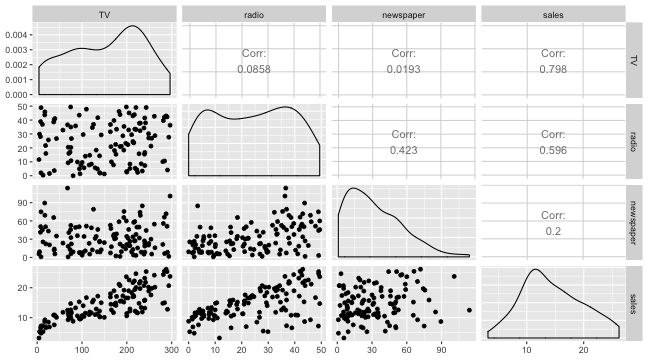 TV radio newspaper sales
0.004
0.003
0.002
0.001
0.000
Corr:
0.0858
Corr:
0.0193
Corr:
0.798
TV
50
40
30
20
10
0
Corr:
0.423
Corr:
0.596
radio
90
60
30
0
Corr:
0.2
newspaper
20
10
sales
0 100 200 300 0 10 20 30 40 50 0 30 60 90 10 20